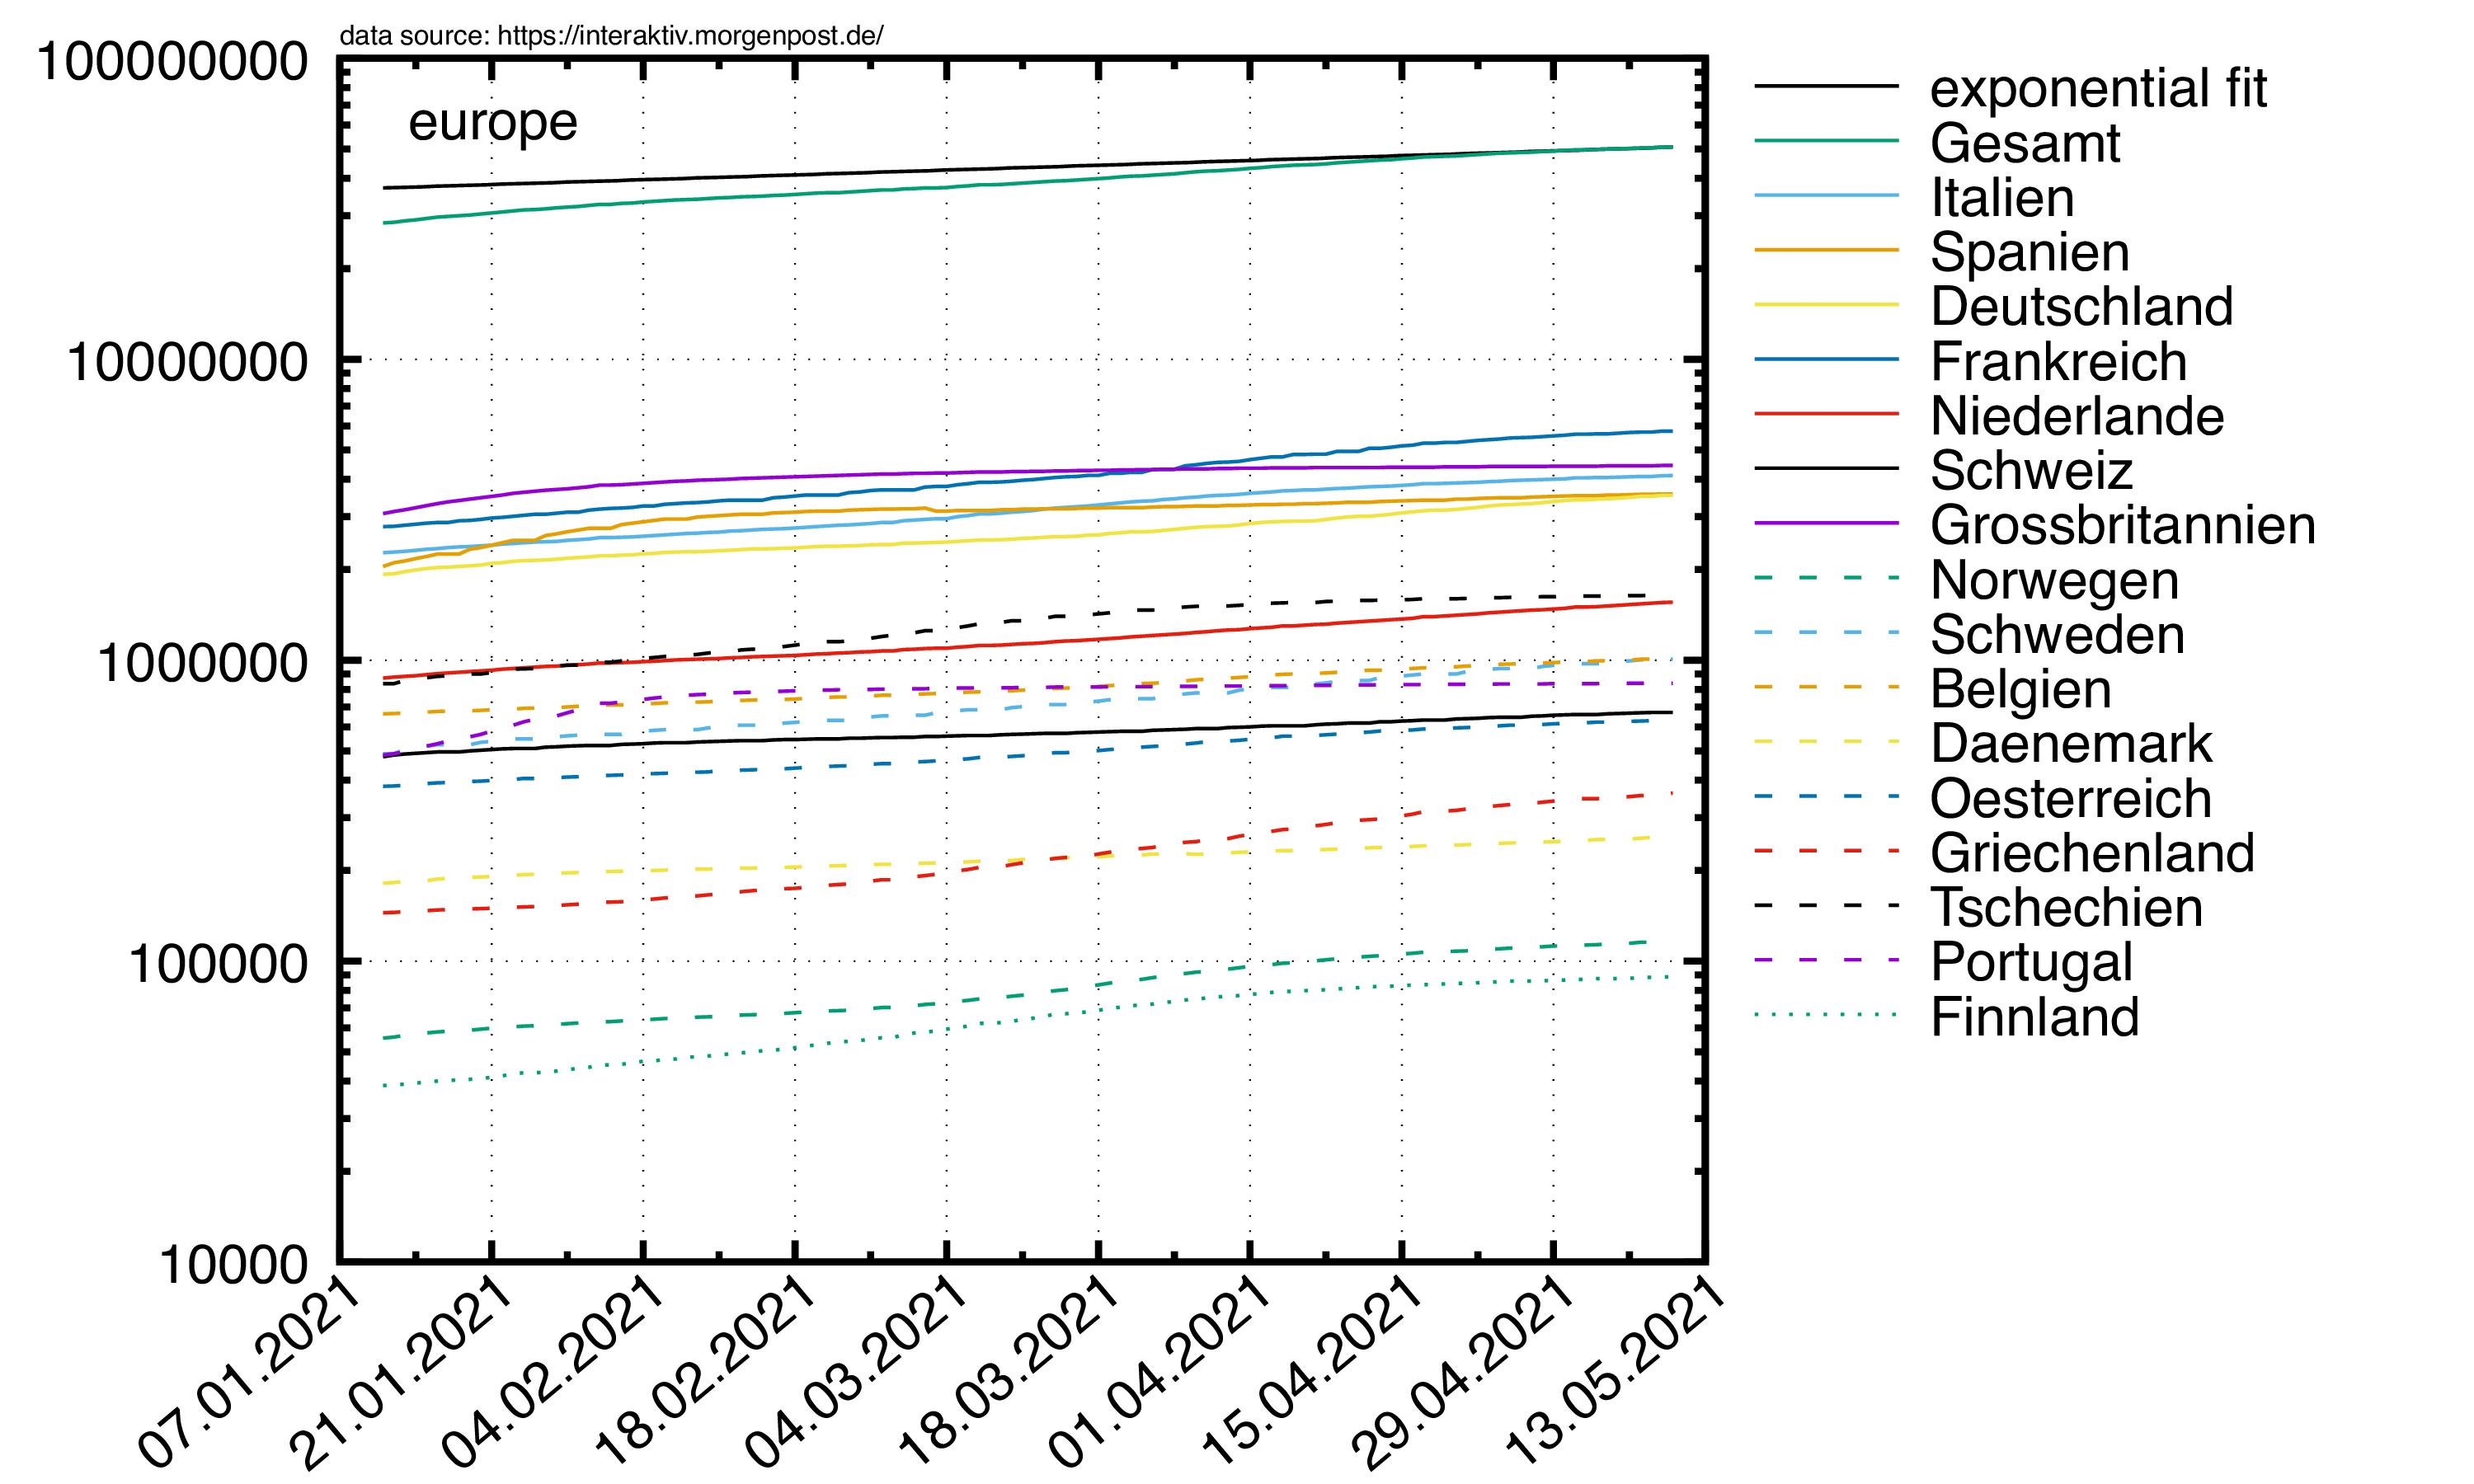 data source: https://interaktiv.morgenpost.de/
100000000
10000000
1000000
100000
10000
europe
07.01.2021
21.01.2021
04.02.2021
18.02.2021
04.03.2021
18.03.2021
01.04.2021
15.04.2021
29.04.2021
13.05.2021
exponential fit
Gesamt
Italien
Spanien
Deutschland
Frankreich
Niederlande
Schweiz
Grossbritannien
Norwegen
Schweden
Belgien
Daenemark
Oesterreich
Griechenland
Tschechien
Portugal
Finnland